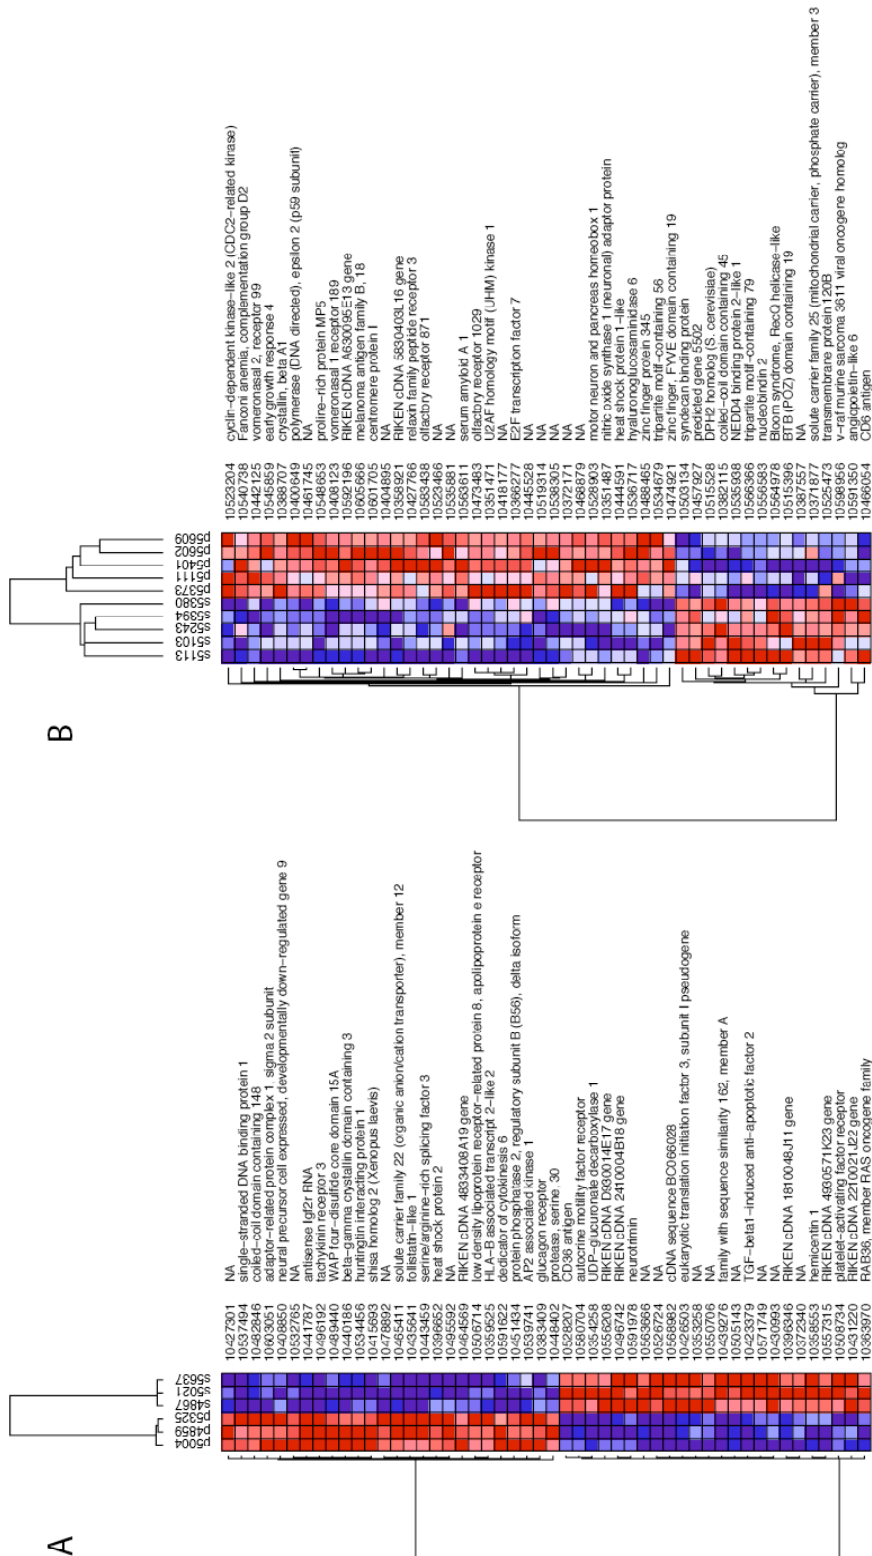 A
p5004
p4859
p5325
s4867
s5021
s5637
10427301 NA
10537494 single−stranded DNA binding protein 1
10482846 coiled−coil domain containing 148
10603051 adaptor−related protein complex 1, sigma 2 subunit
10408850 neural precursor cell expressed, developmentally down−regulated gene 9
10532765 NA
10441787 antisense Igf2r RNA
10496192 tachykinin receptor 3
10489440 WAP four−disulfide core domain 15A
10440186 beta−gamma crystallin domain containing 3
10534456 huntingtin interacting protein 1
10415693 shisa homolog 2 (Xenopus laevis)
10478892 NA
10465411 solute carrier family 22 (organic anion/cation transporter), member 12
10435641 follistatin−like 1
10443459 serine/arginine−rich splicing factor 3
10398652 heat shock protein 2
10495592 NA
10464569 RIKEN cDNA 4833408A19 gene
10506714 low density lipoprotein receptor−related protein 8, apolipoprotein e receptor
10359525 HLA−B associated transcript 2−like 2
10591622 dedicator of cytokinesis 6
10451434 protein phosphatase 2, regulatory subunit B (B56), delta isoform
10539741 AP2 associated kinase 1
10383409 glucagon receptor
10448402 protease, serine, 30
10528207 CD36 antigen
10580704 autocrine motility factor receptor
10354258 UDP−glucuronate decarboxylase 1
10556208 RIKEN cDNA D930014E17 gene
10496742 RIKEN cDNA 2410004B18 gene
10591978 neurotrimin
10563666 NA
10556724 NA
10568982 cDNA sequence BC066028
10426503 eukaryotic translation initiation factor 3, subunit I pseudogene
10353258 NA
10550706 NA
10439276 family with sequence similarity 162, member A
10505143 NA
10423379 TGF−beta1−induced anti−apoptotic factor 2
10571749 NA
10430993 NA
10396346 RIKEN cDNA 1810048J11 gene
10372340 NA
10358553 hemicentin 1
10557315 RIKEN cDNA 4930571K23 gene
10508734 platelet−activating factor receptor
10431220 RIKEN cDNA 2210021J22 gene
10363970 RAB36, member RAS oncogene family
B
s5113
s5103
s5243
s5394
s5380
p5373
p5111
p5401
p5602
p5609
10523204 cyclin−dependent kinase−like 2 (CDC2−related kinase)
10540738 Fanconi anemia, complementation group D2
10442125 vomeronasal 2, receptor 99
10545859 early growth response 4
10388707 crystallin, beta A1
10400649 polymerase (DNA directed), epsilon 2 (p59 subunit)
10461745 NA
10548653 proline−rich protein MP5
10408123 vomeronasal 1 receptor 189
10592196 RIKEN cDNA A630095E13 gene
10605666 melanoma antigen family B, 18
10601705 centromere protein I
10404895 NA
10358921 RIKEN cDNA 5830403L16 gene
10427766 relaxin family peptide receptor 3
10583438 olfactory receptor 871
10523466 NA
10535881 NA
10563611 serum amyloid A 1
10473483 olfactory receptor 1029
10351471 U2AF homology motif (UHM) kinase 1
10418177 NA
10366277 E2F transcription factor 7
10445528 NA
10519314 NA
10538305 NA
10372171 NA
10468879 NA
10528903 motor neuron and pancreas homeobox 1
10351487 nitric oxide synthase 1 (neuronal) adaptor protein
10444591 heat shock protein 1−like
10536717 hyaluronoglucosaminidase 6
10488465 zinc finger protein 345
10534479 tripartite motif−containing 56
10474921 zinc finger, FYVE domain containing 19
10503134 syndecan binding protein
10457927 predicted gene 5502
10515528 DPH2 homolog (S. cerevisiae)
10382115 coiled−coil domain containing 45
10535938 NEDD4 binding protein 2−like 1
10566366 tripartite motif−containing 79
10556583 nucleobindin 2
10564978 Bloom syndrome, RecQ helicase−like
10515396 BTB (POZ) domain containing 19
10387557 NA
10371877 solute carrier family 25 (mitochondrial carrier, phosphate carrier), member 3
10525473 transmembrane protein 120B
10598956 v−raf murine sarcoma 3611 viral oncogene homolog
10591350 angiopoietin−like 6
10466054 CD6 antigen